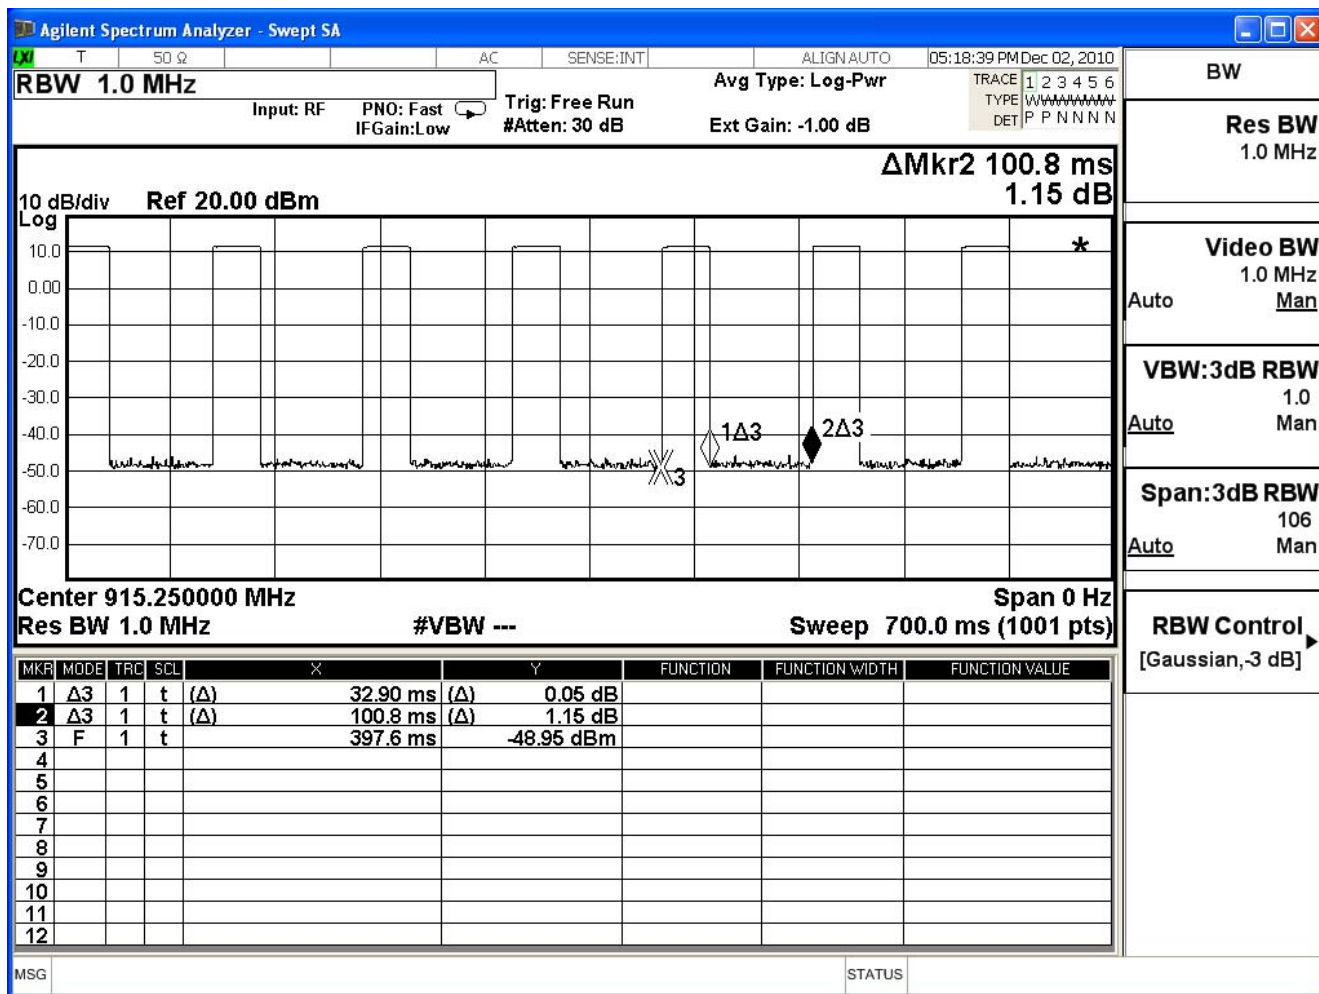 Agilent Spectrum Analyzer - Swept SA
LXI T 50 Ω AC SENSE:INT ALIGN AUTO 05:18:39 PM Dec 02, 2010
RBW 1.0 MHz
Input: RF PNO: Fast IFGain:Low
Trig: Free Run #Atten: 30 dB
Avg Type: Log-Pwr
Ext Gain: -1.00 dB
TRACE 1 2 3 4 5 6
TYPE WWWWWW
DET P P N N N N
ΔMkr2 100.8 ms
1.15 dB
10 dB/div Ref 20.00 dBm
Log
10.0
0.00
-10.0
-20.0
-30.0
-40.0
-50.0
-60.0
-70.0
1Δ3
2Δ3
3
*
Center 915.250000 MHz Span 0 Hz
Res BW 1.0 MHz #VBW --- Sweep 700.0 ms (1001 pts)
MKR MODE TRC SCL X Y FUNCTION FUNCTION WIDTH FUNCTION VALUE
1 Δ3 1 t (Δ) 32.90 ms (Δ) 0.05 dB
2 Δ3 1 t (Δ) 100.8 ms (Δ) 1.15 dB
3 F 1 t 397.6 ms -48.95 dBm
4
5
6
7
8
9
10
11
12
MSG STATUS
BW
Res BW
1.0 MHz
Video BW
1.0 MHz
Auto Man
VBW:3dB RBW
1.0
Auto Man
Span:3dB RBW
106
Auto Man
RBW Control
[Gaussian,-3 dB]